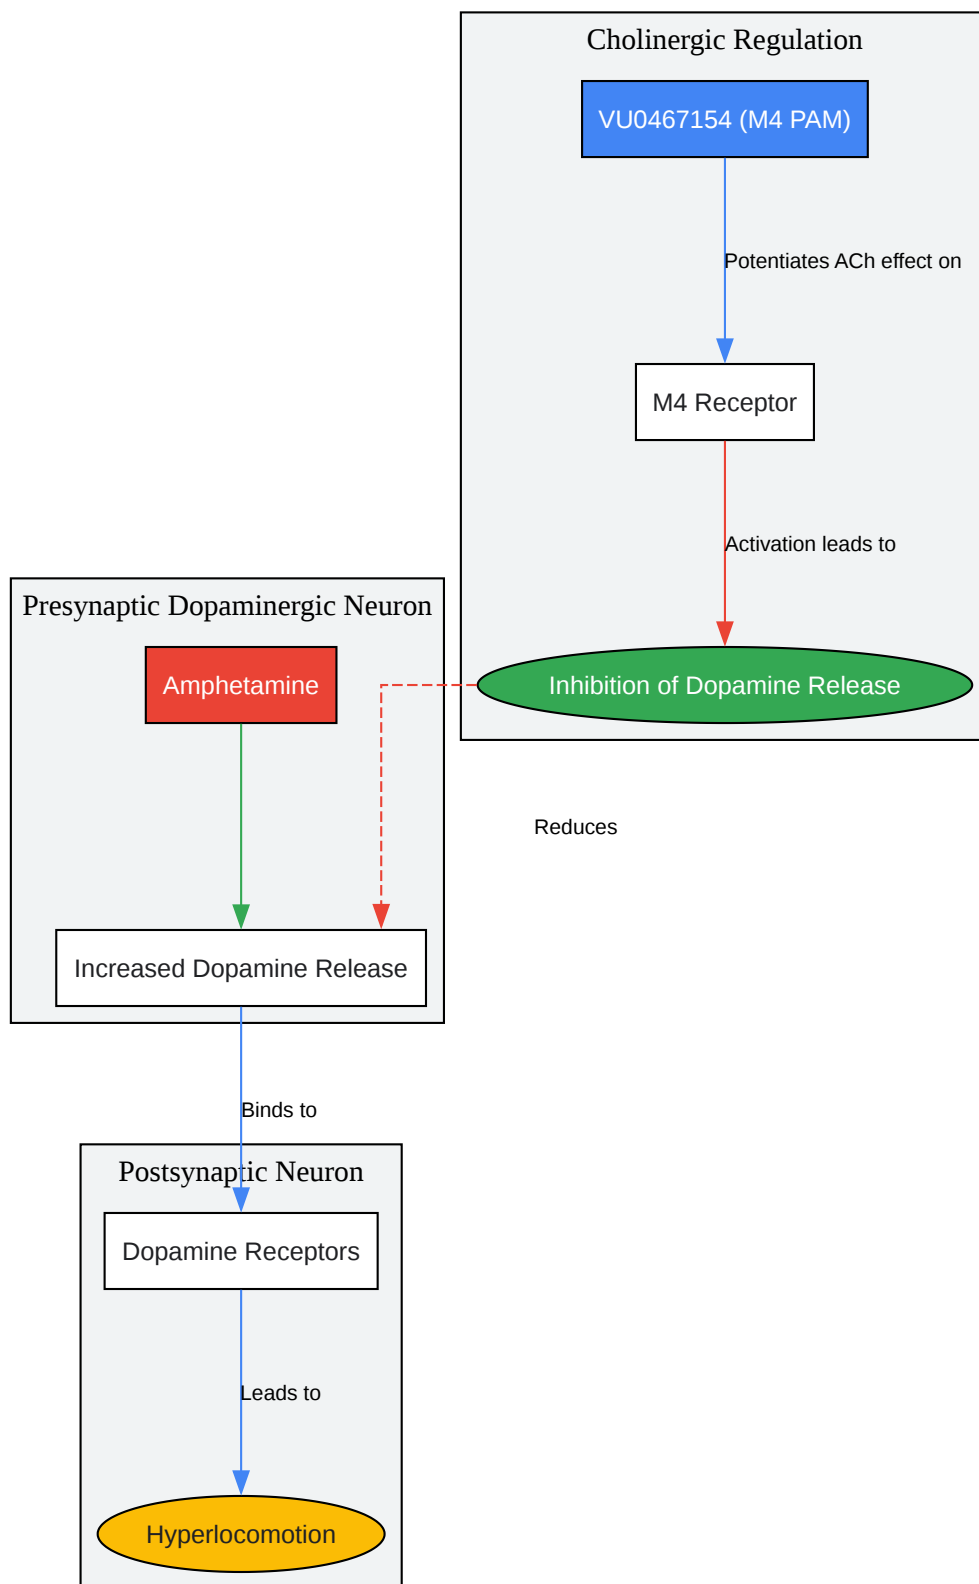 Cholinergic Regulation
VU0467154 (M4 PAM)
Potentiates ACh effect on
M4 Receptor
Activation leads to
Inhibition of Dopamine Release
Presynaptic Dopaminergic Neuron
Amphetamine
Reduces
Increased Dopamine Release
Binds to
Postsynaptic Neuron
Dopamine Receptors
Leads to
Hyperlocomotion